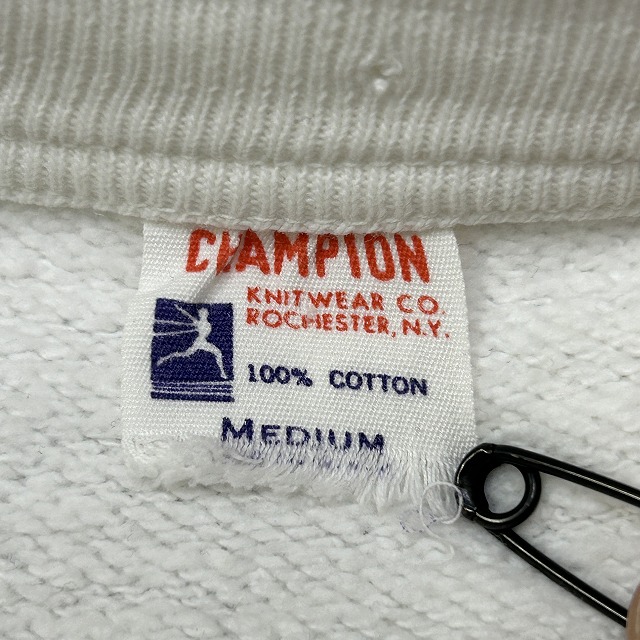 CHAMPION
KNITWEAR CO.
ROCHESTER, N.Y.
100% COTTON
MEDIUM